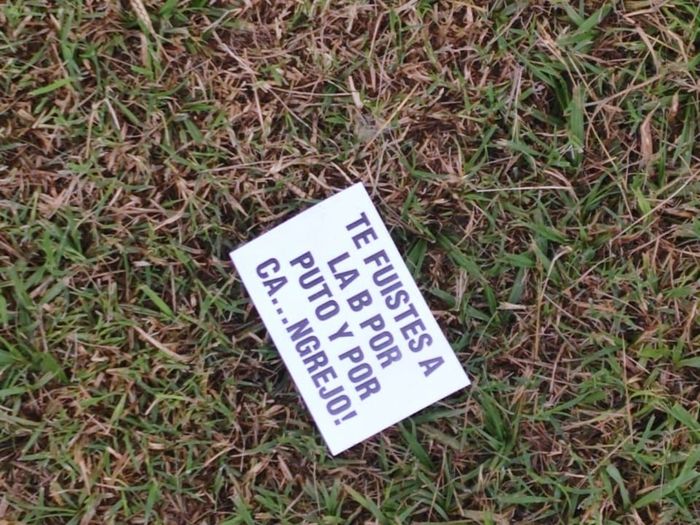 TE FUISTES A
LA B POR
PUTO Y POR
CA...NGREJO!